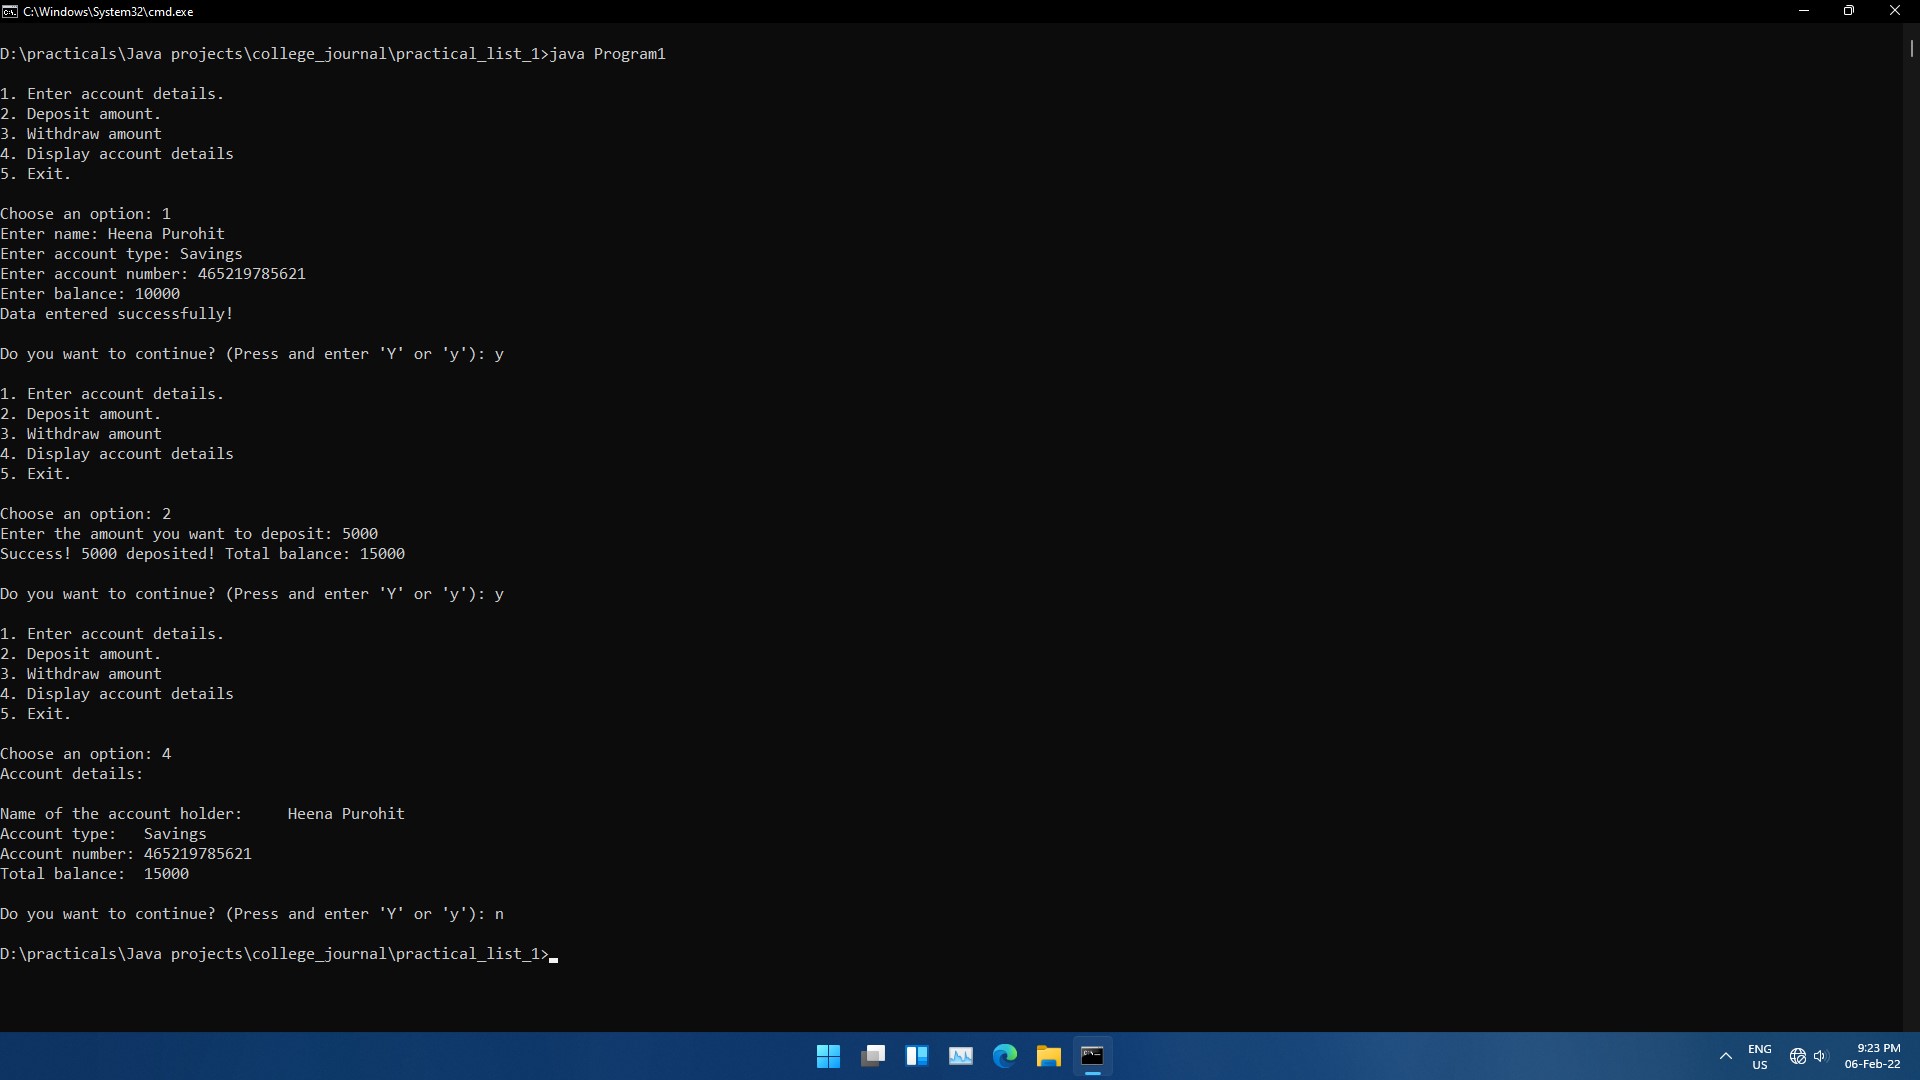 C:\Windows\System32\cmd.exe
D:\practicals\Java projects\college_journal\practical_list_1>java Program1
1. Enter account details.
2. Deposit amount.
3. Withdraw amount
4. Display account details
5. Exit.
Choose an option: 1
Enter name: Heena Purohit
Enter account type: Savings
Enter account number: 465219785621
Enter balance: 10000
Data entered successfully!
Do you want to continue? (Press and enter 'Y' or 'y'): y
1. Enter account details.
2. Deposit amount.
3. Withdraw amount
4. Display account details
5. Exit.
Choose an option: 2
Enter the amount you want to deposit: 5000
Success! 5000 deposited! Total balance: 15000
Do you want to continue? (Press and enter 'Y' or 'y'): y
1. Enter account details.
2. Deposit amount.
3. Withdraw amount
4. Display account details
5. Exit.
Choose an option: 4
Account details:
Name of the account holder:     Heena Purohit
Account type:   Savings
Account number: 465219785621
Total balance:  15000
Do you want to continue? (Press and enter 'Y' or 'y'): n
D:\practicals\Java projects\college_journal\practical_list_1>
ENG
US
9:23 PM
06-Feb-22